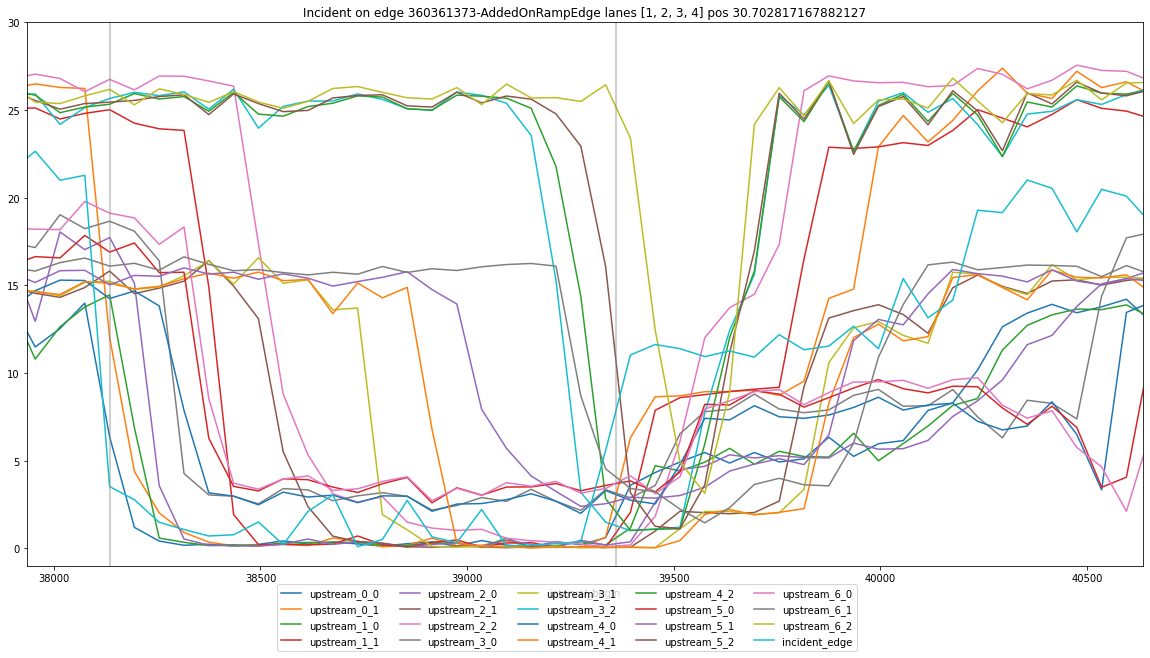 Incident on edge 360361373-AddedOnRampEdge lanes [1, 2, 3, 4] pos 30.702817167882127
30
25
20
15
10
5
0
38000 38500 39000 39500 40000 40500
upstream_0_0 upstream_2_0 upstream_3_1 upstream_4_2 upstream_6_0
upstream_0_1 upstream_2_1 upstream_3_2 upstream_5_0 upstream_6_1
upstream_1_0 upstream_2_2 upstream_4_0 upstream_5_1 upstream_6_2
upstream_1_1 upstream_3_0 upstream_4_1 upstream_5_2 incident_edge